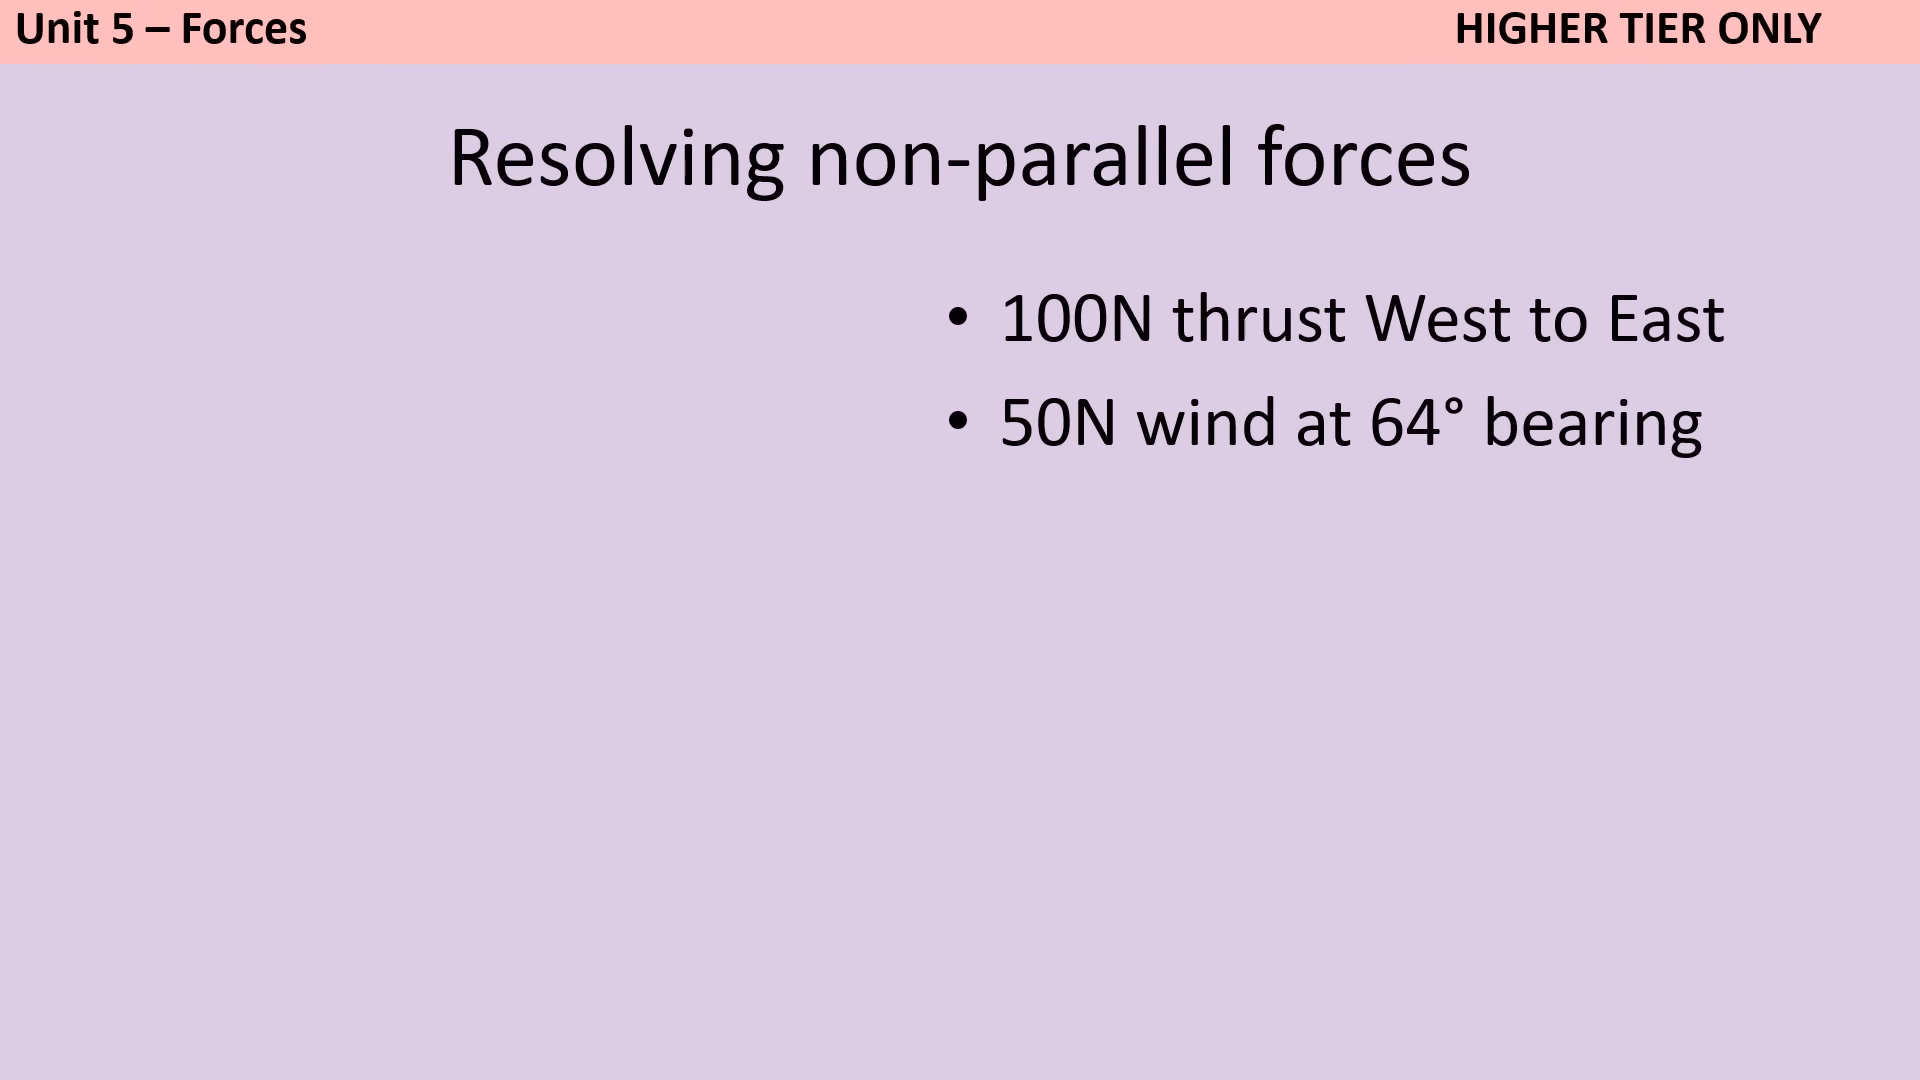 Unit 5 – Forces
HIGHER TIER ONLY
Resolving non-parallel forces
• 100N thrust West to East
• 50N wind at 64° bearing